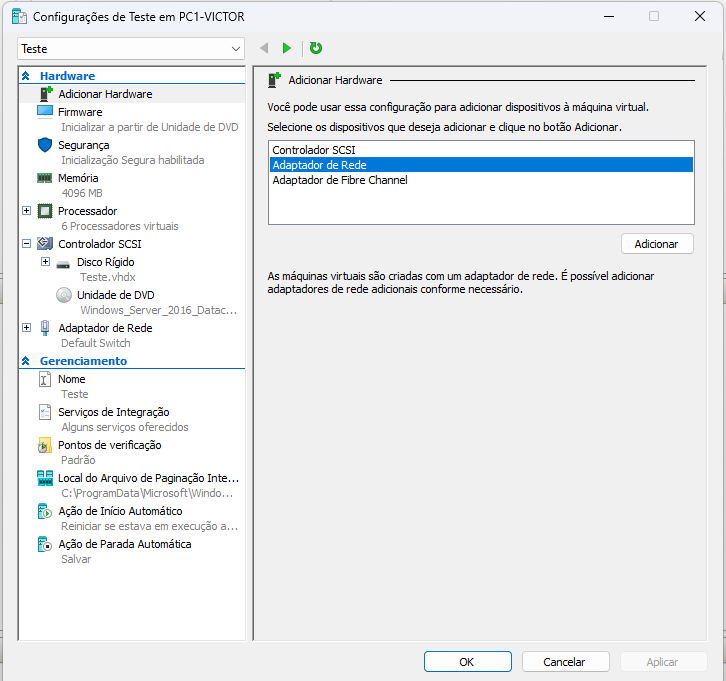 Configurações de Teste em PC1-VICTOR
Teste
Hardware
Adicionar Hardware
Firmware
Inicializar a partir de Unidade de DVD
Segurança
Inicialização Segura habilitada
Memória
4096 MB
Processador
6 Processadores virtuais
Controlador SCSI
Disco Rígido
Teste.vhdx
Unidade de DVD
Windows_Server_2016_Datac...
Adaptador de Rede
Default Switch
Gerenciamento
Nome
Teste
Serviços de Integração
Alguns serviços oferecidos
Pontos de verificação
Padrão
Local do Arquivo de Paginação Inte...
C:\ProgramData\Microsoft\Windo...
Ação de Início Automático
Reiniciar se estava em execução a...
Ação de Parada Automática
Salvar
Adicionar Hardware
Você pode usar essa configuração para adicionar dispositivos à máquina virtual.
Selecione os dispositivos que deseja adicionar e clique no botão Adicionar.
Controlador SCSI
Adaptador de Rede
Adaptador de Fibre Channel
Adicionar
As máquinas virtuais são criadas com um adaptador de rede. É possível adicionar
adaptadores de rede adicionais conforme necessário.
OK
Cancelar
Aplicar